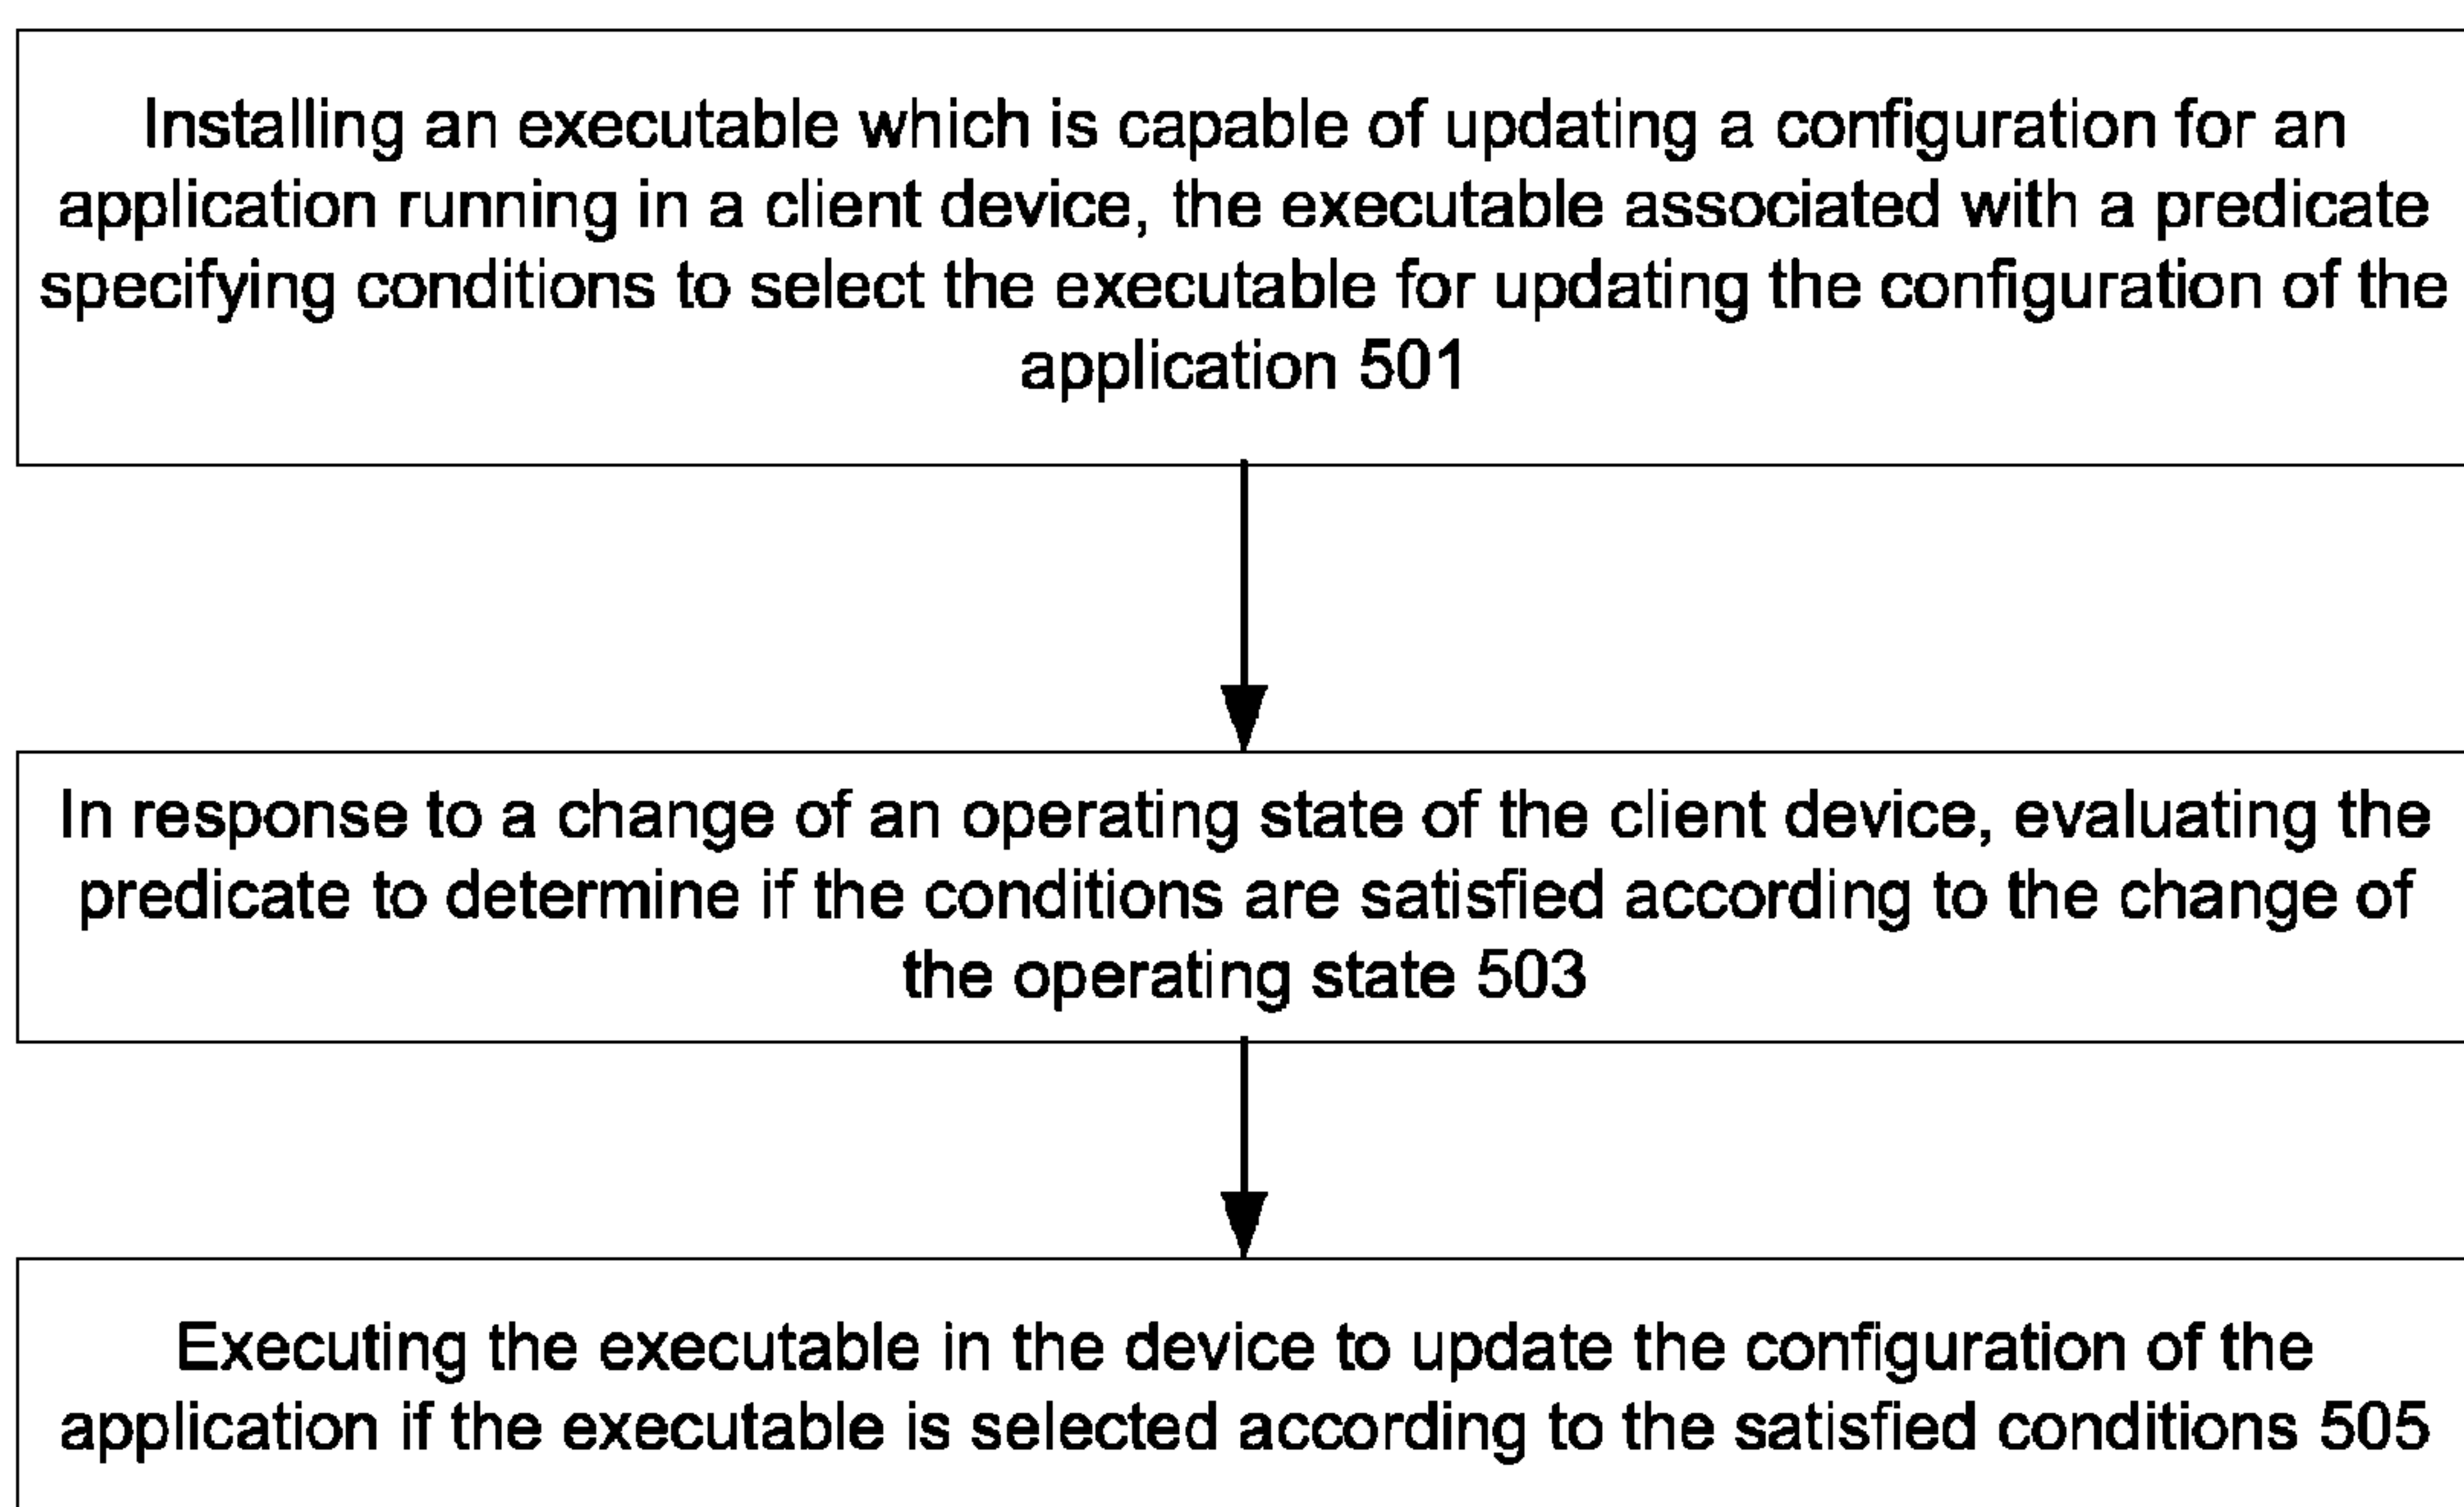 Installing an executable which is capable of updating a configuration for an
application running in a client device, the executable associated with a predicate
specifying conditions to select the executable for updating the configuration of the
application 501
In response to a change of an operating state of the client device, evaluating the
predicate to determine if the conditions are satisfied according to the change of
the operating state 503
Executing the executable in the device to update the configuration of the
application if the executable is selected according to the satisfied conditions 505